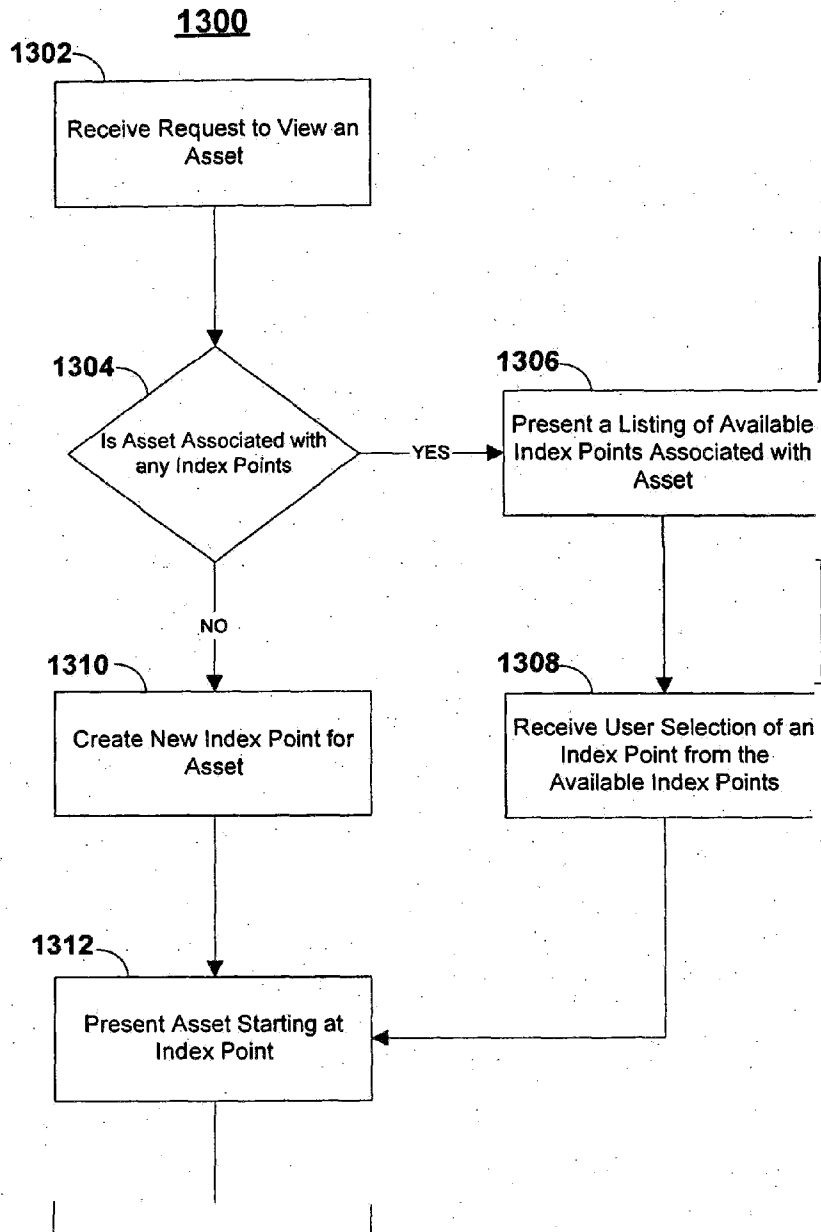 1300
1302
Receive Request to View an
Asset
1304
Is Asset Associated with
any Index Points
YES
1306
Present a Listing of Available
Index Points Associated with
Asset
NO
1310
Create New Index Point for
Asset
1308
Receive User Selection of an
Index Point from the
Available Index Points
1312
Present Asset Starting at
Index Point